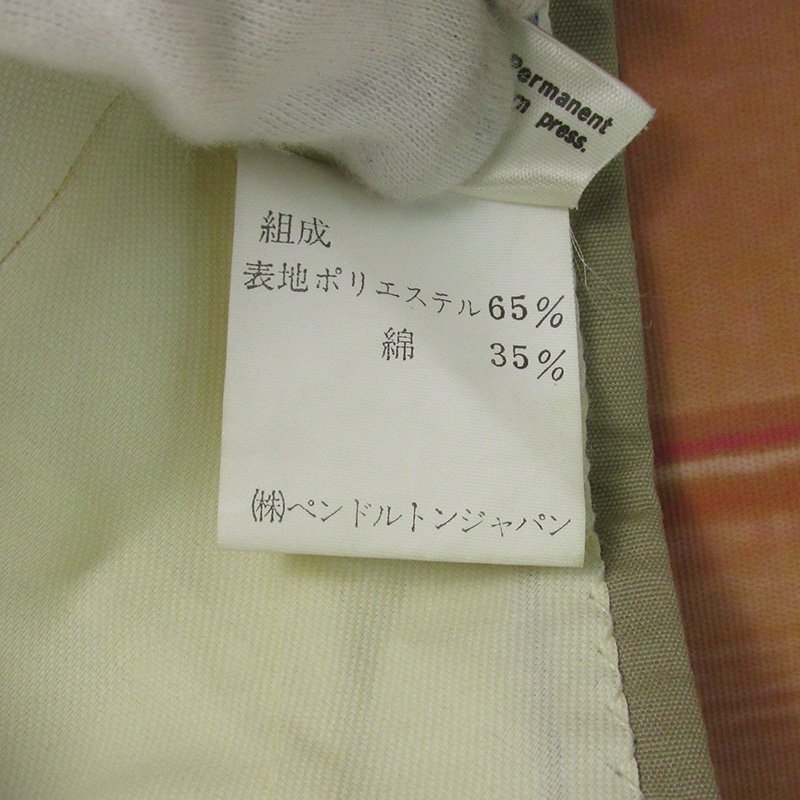 Permanent
press.
組成
表地ポリエステル65%
綿 35%
㈱ペンドルトンジャパン